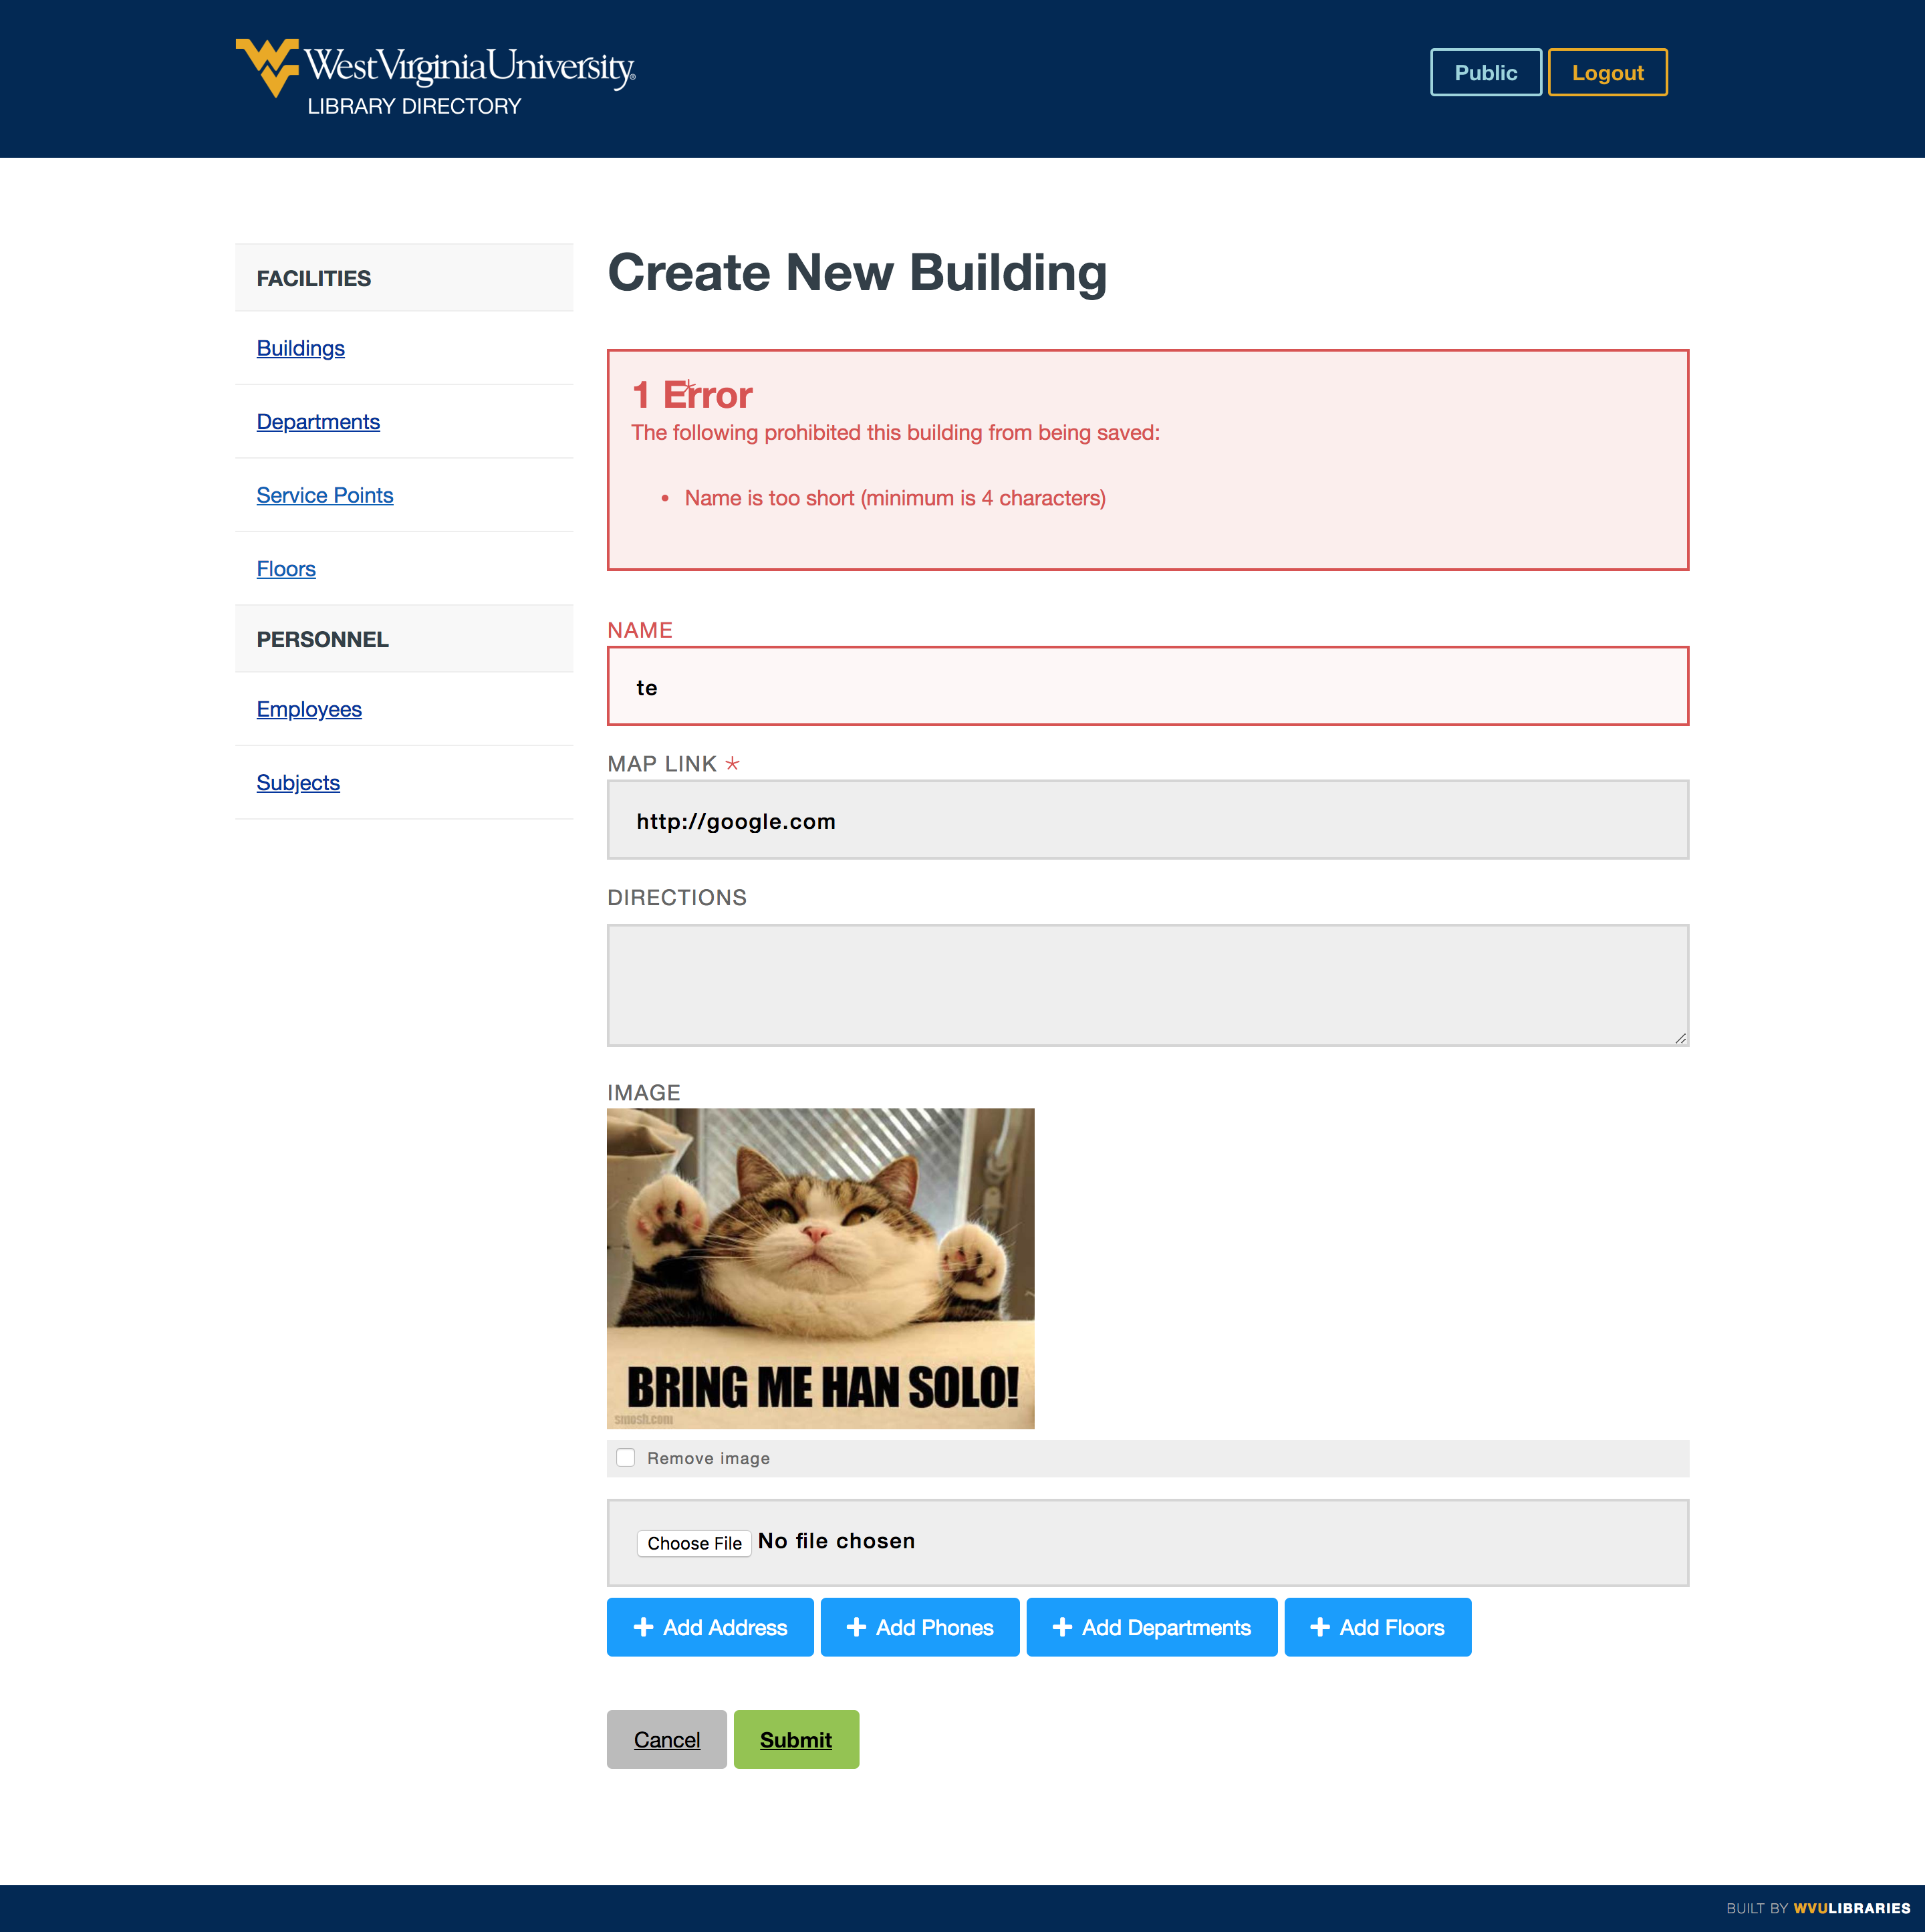 West Virginia University®
LIBRARY DIRECTORY
Public
Logout
FACILITIES
Buildings
Departments
Service Points
Floors
PERSONNEL
Employees
Subjects
Create New Building
1 Error
*
The following prohibited this building from being saved:
• Name is too short (minimum is 4 characters)
NAME
te
MAP LINK *
http://google.com
DIRECTIONS
IMAGE
BRING ME HAN SOLO!
smosh.com
Remove image
Choose File No file chosen
+ Add Address
+ Add Phones
+ Add Departments
+ Add Floors
Cancel
Submit
BUILT BY WVULIBRARIES